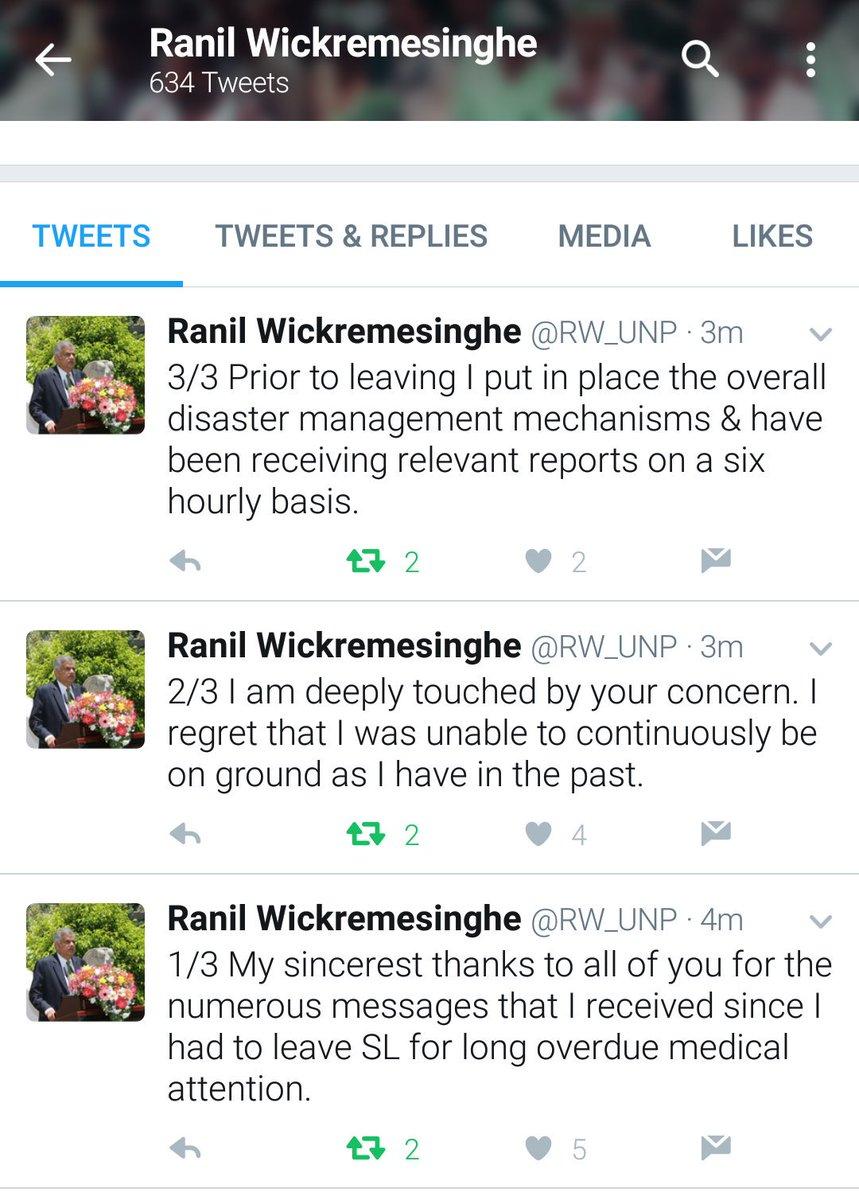 Ranil Wickremesinghe
634 Tweets
TWEETS TWEETS & REPLIES MEDIA LIKES
Ranil Wickremesinghe @RW_UNP · 3m
3/3 Prior to leaving I put in place the overall
disaster management mechanisms & have
been receiving relevant reports on a six
hourly basis.
2 2
Ranil Wickremesinghe @RW_UNP · 3m
2/3 I am deeply touched by your concern. I
regret that I was unable to continuously be
on ground as I have in the past.
2 4
Ranil Wickremesinghe @RW_UNP · 4m
1/3 My sincerest thanks to all of you for the
numerous messages that I received since I
had to leave SL for long overdue medical
attention.
2 5